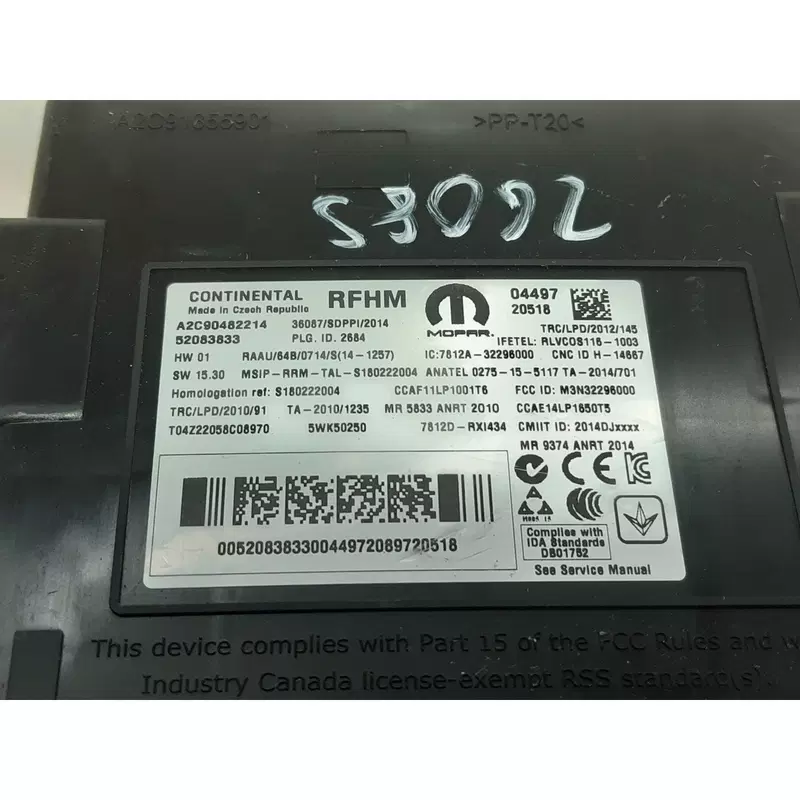 A2C91655901 >PP-T20<
CONTINENTAL RFHM MOPAR. 04497
Made in Czech Republic 20518
A2C90482214 36087/SDPPI/2014 TRC/LPD/2012/145
52083833 PLG. ID. 2684 IFETEL: RLVCOS116-1003
HW 01 RAAU/64B/0714/S(14-1257) IC:7812A-32296000 CNC ID H-14667
SW 15.30 MSIP-RRM-TAL-S180222004 ANATEL 0275-15-5117 TA-2014/701
Homologation ref: S180222004 CCAF11LP1001T6 FCC ID: M3N32296000
TRC/LPD/2010/91 TA-2010/1235 MR 5833 ANRT 2010 CCAE14LP1650T5
T04Z22058C08970 5WK50250 7812D-RXI434 CMIIT ID: 2014DJxxxx
MR 9374 ANRT 2014
Complies with
IDA Standards
DB01752
0052083833004497208972​0518
See Service Manual
This device complies with Part 15 of the FCC Rules and w
Industry Canada license-exempt RSS standard(s).